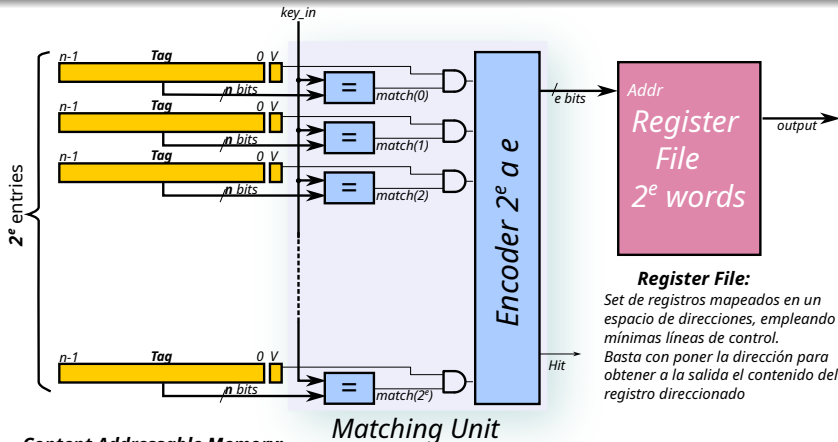 key_in
n-1 Tag 0 V
n bits
=
match(0)
n-1 Tag 0 V
n bits
=
match(1)
n-1 Tag 0 V
n bits
=
match(2)
2ᵉ entries
n-1 Tag 0 V
n bits
=
match(2ᵉ)
Encoder 2ᵉ a e
e bits
Hit
Addr
Register
File
2ᵉ words
output
Register File:
Set de registros mapeados en un
espacio de direcciones, empleando
mínimas líneas de control.
Basta con poner la dirección para
obtener a la salida el contenido del
registro direccionado
Matching Unit
Content Addressable Memory: